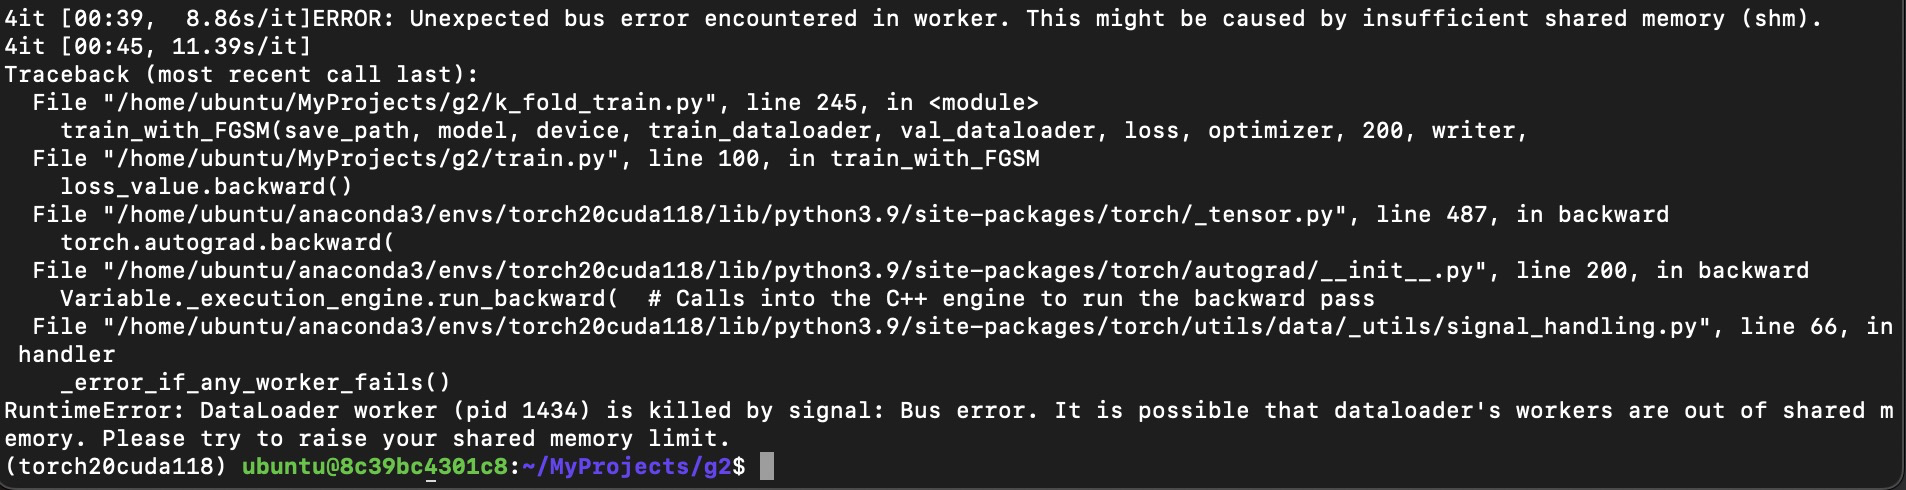 4it [00:39,  8.86s/it]ERROR: Unexpected bus error encountered in worker. This might be caused by insufficient shared memory (shm).
4it [00:45, 11.39s/it]
Traceback (most recent call last):
  File "/home/ubuntu/MyProjects/g2/k_fold_train.py", line 245, in <module>
    train_with_FGSM(save_path, model, device, train_dataloader, val_dataloader, loss, optimizer, 200, writer,
  File "/home/ubuntu/MyProjects/g2/train.py", line 100, in train_with_FGSM
    loss_value.backward()
  File "/home/ubuntu/anaconda3/envs/torch20cuda118/lib/python3.9/site-packages/torch/_tensor.py", line 487, in backward
    torch.autograd.backward(
  File "/home/ubuntu/anaconda3/envs/torch20cuda118/lib/python3.9/site-packages/torch/autograd/__init__.py", line 200, in backward
    Variable._execution_engine.run_backward(  # Calls into the C++ engine to run the backward pass
  File "/home/ubuntu/anaconda3/envs/torch20cuda118/lib/python3.9/site-packages/torch/utils/data/_utils/signal_handling.py", line 66, in
 handler
    _error_if_any_worker_fails()
RuntimeError: DataLoader worker (pid 1434) is killed by signal: Bus error. It is possible that dataloader's workers are out of shared m
emory. Please try to raise your shared memory limit.
(torch20cuda118) ubuntu@8c39bc4301c8:~/MyProjects/g2$